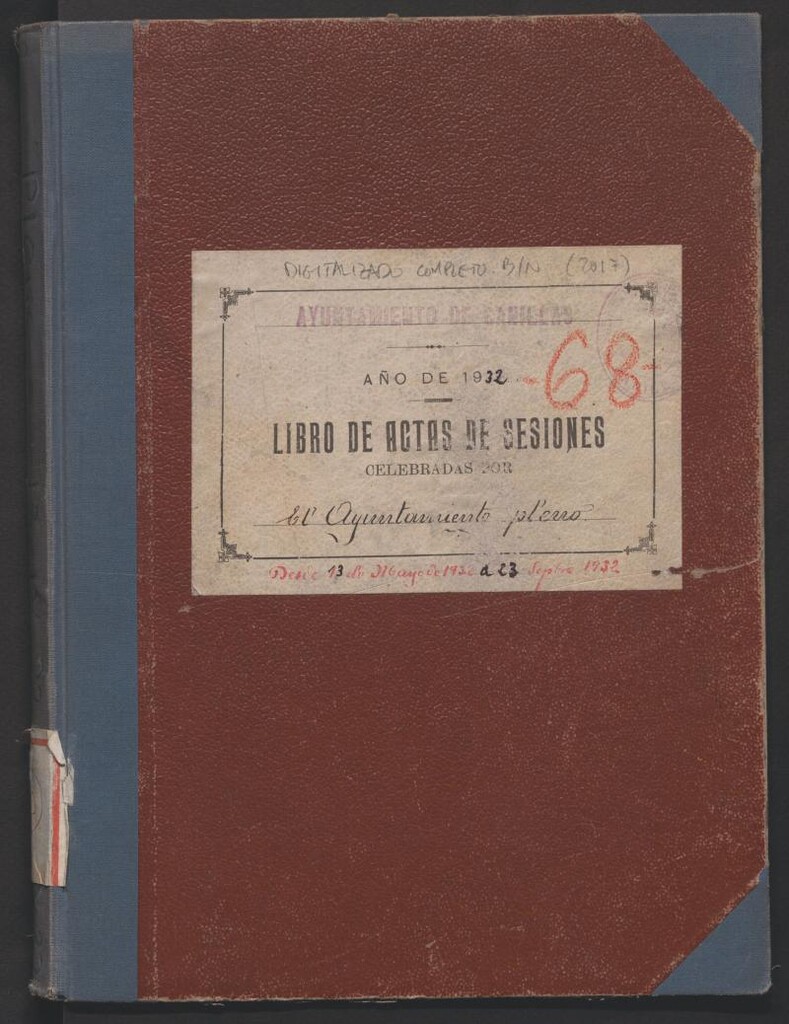 DIGITALIZADO COMPLETO B/N (2017)
AYUNTAMIENTO DE CANILLAS
AÑO DE 1932
-68-
LIBRO DE ACTAS DE SESIONES
CELEBRADAS POR
El Ayuntamiento pleno
Desde 13 de Mayo de 1932 a 23 Septbre 1932